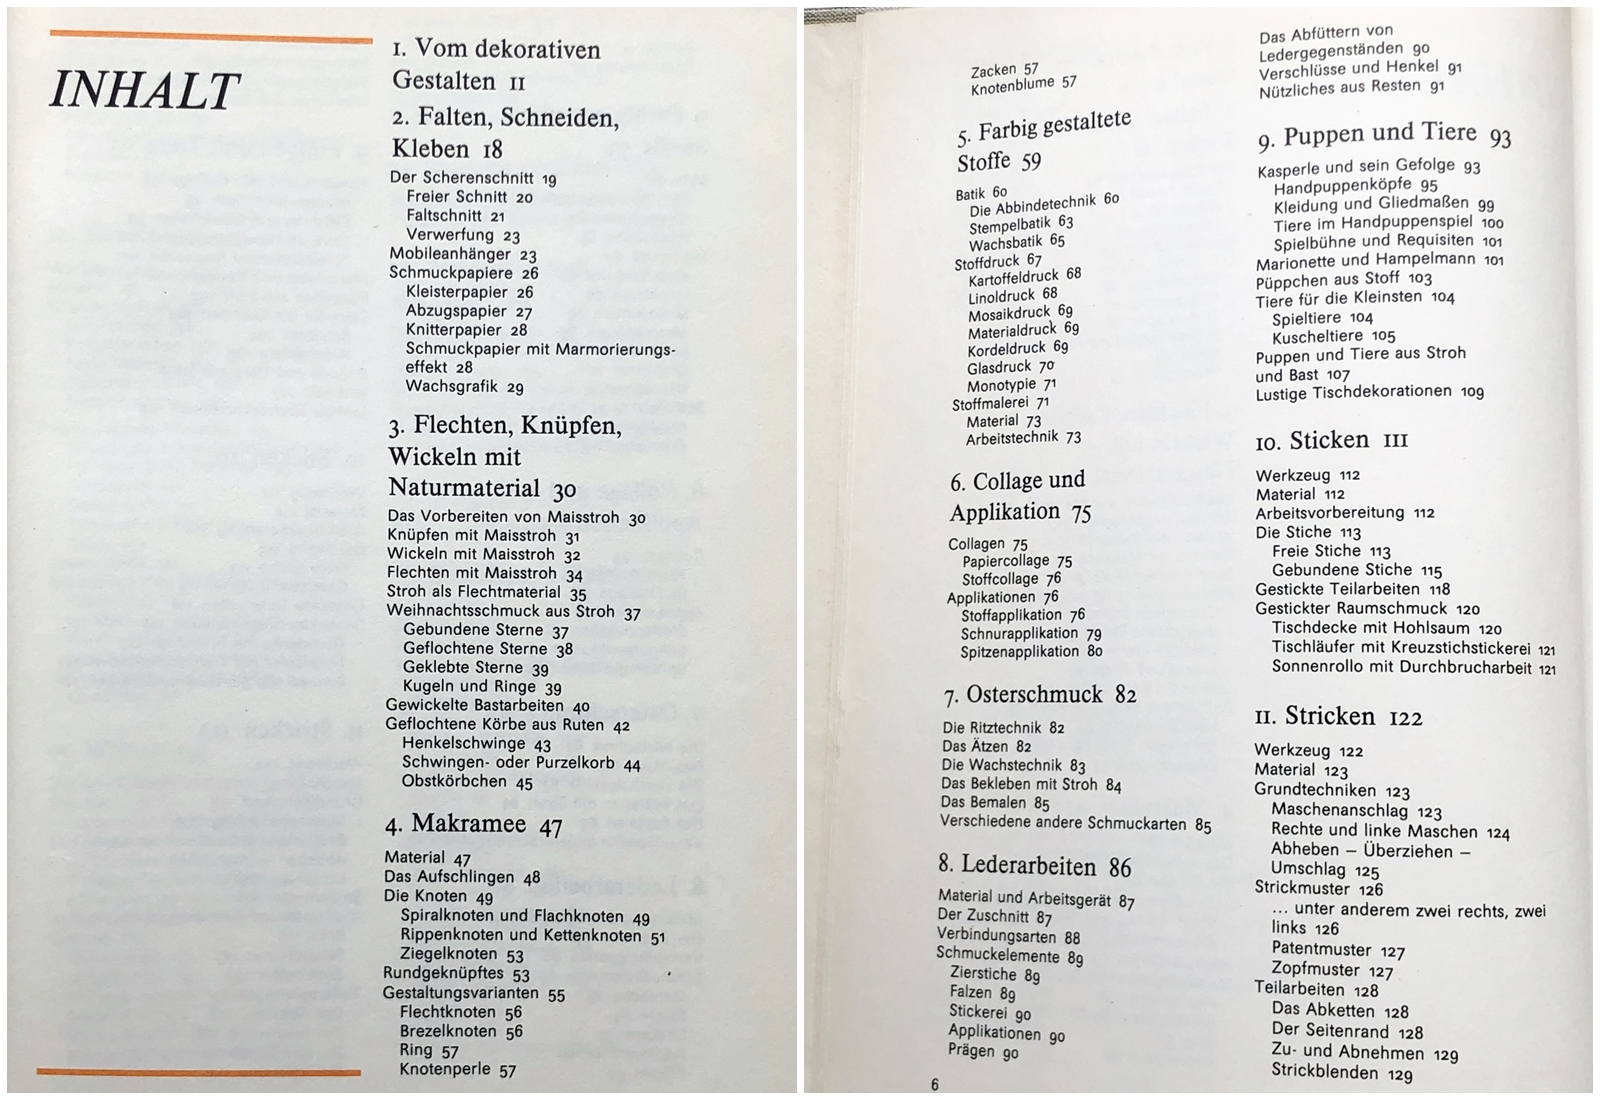 INHALT
1. Vom dekorativen
Gestalten 11
2. Falten, Schneiden,
Kleben 18
Der Scherenschnitt 19
Freier Schnitt 20
Faltschnitt 21
Verwerfung 23
Mobileanhänger 23
Schmuckpapiere 26
Kleisterpapier 26
Abzugspapier 27
Knitterpapier 28
Schmuckpapier mit Marmorierungs-
effekt 28
Wachsgrafik 29
3. Flechten, Knüpfen,
Wickeln mit
Naturmaterial 30
Das Vorbereiten von Maisstroh 30
Knüpfen mit Maisstroh 31
Wickeln mit Maisstroh 32
Flechten mit Maisstroh 34
Stroh als Flechtmaterial 35
Weihnachtsschmuck aus Stroh 37
Gebundene Sterne 37
Geflochtene Sterne 38
Geklebte Sterne 39
Kugeln und Ringe 39
Gewickelte Bastarbeiten 40
Geflochtene Körbe aus Ruten 42
Henkelschwinge 43
Schwingen- oder Purzelkorb 44
Obstkörbchen 45
4. Makramee 47
Material 47
Das Aufschlingen 48
Die Knoten 49
Spiralknoten und Flachknoten 49
Rippenknoten und Kettenknoten 51
Ziegelknoten 53
Rundgeknüpftes 53
Gestaltungsvarianten 55
Flechtknoten 56
Brezelknoten 56
Ring 57
Knotenperle 57
Zacken 57
Knotenblume 57
5. Farbig gestaltete
Stoffe 59
Batik 60
Die Abbindetechnik 60
Stempelbatik 63
Wachsbatik 65
Stoffdruck 67
Kartoffeldruck 68
Linoldruck 68
Mosaikdruck 69
Materialdruck 69
Kordeldruck 69
Glasdruck 70
Monotypie 71
Stoffmalerei 71
Material 73
Arbeitstechnik 73
6. Collage und
Applikation 75
Collagen 75
Papiercollage 75
Stoffcollage 76
Applikationen 76
Stoffapplikation 76
Schnurapplikation 79
Spitzenapplikation 80
7. Osterschmuck 82
Die Ritztechnik 82
Das Ätzen 82
Die Wachstechnik 83
Das Bekleben mit Stroh 84
Das Bemalen 85
Verschiedene andere Schmuckarten 85
8. Lederarbeiten 86
Material und Arbeitsgerät 87
Der Zuschnitt 87
Verbindungsarten 88
Schmuckelemente 89
Zierstiche 89
Falzen 89
Stickerei 90
Applikationen 90
Prägen 90
6
Das Abfüttern von
Ledergegenständen 90
Verschlüsse und Henkel 91
Nützliches aus Resten 91
9. Puppen und Tiere 93
Kasperle und sein Gefolge 93
Handpuppenköpfe 95
Kleidung und Gliedmaßen 99
Tiere im Handpuppenspiel 100
Spielbühne und Requisiten 101
Marionette und Hampelmann 101
Püppchen aus Stoff 103
Tiere für die Kleinsten 104
Spieltiere 104
Kuscheltiere 105
Puppen und Tiere aus Stroh
und Bast 107
Lustige Tischdekorationen 109
10. Sticken 111
Werkzeug 112
Material 112
Arbeitsvorbereitung 112
Die Stiche 113
Freie Stiche 113
Gebundene Stiche 115
Gestickte Teilarbeiten 118
Gestickter Raumschmuck 120
Tischdecke mit Hohlsaum 120
Tischläufer mit Kreuzstichstickerei 121
Sonnenrollo mit Durchbrucharbeit 121
11. Stricken 122
Werkzeug 122
Material 123
Grundtechniken 123
Maschenanschlag 123
Rechte und linke Maschen 124
Abheben – Überziehen –
Umschlag 125
Strickmuster 126
... unter anderem zwei rechts, zwei
links 126
Patentmuster 127
Zopfmuster 127
Teilarbeiten 128
Das Abketten 128
Der Seitenrand 128
Zu- und Abnehmen 129
Strickblenden 129